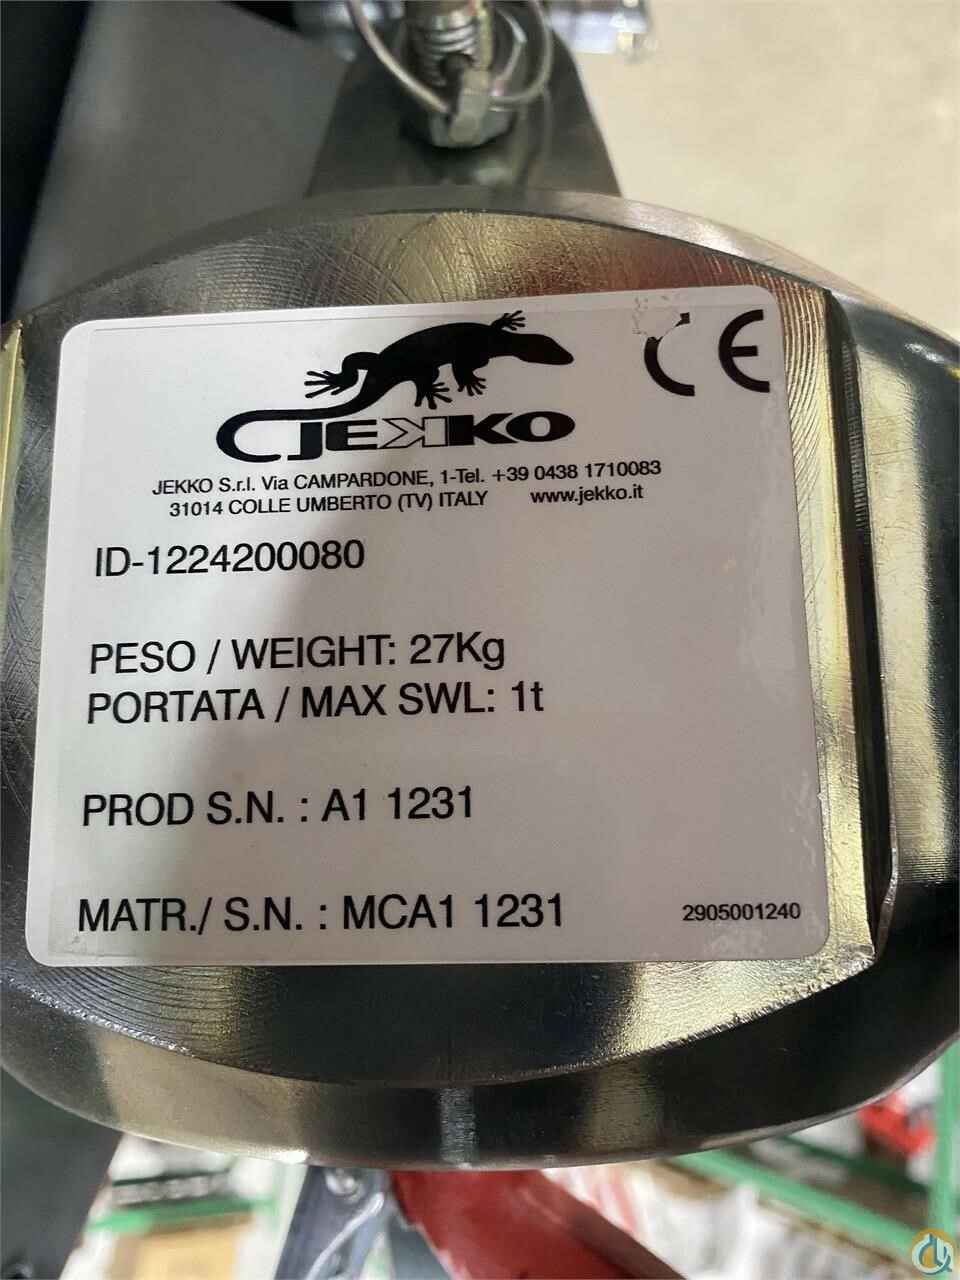 CE
JEKKO
JEKKO S.r.l. Via CAMPARDONE, 1-Tel. +39 0438 1710083
31014 COLLE UMBERTO (TV) ITALY www.jekko.it
ID-1224200080
PESO / WEIGHT: 27Kg
PORTATA / MAX SWL: 1t
PROD S.N. : A1 1231
MATR./ S.N. : MCA1 1231
2905001240